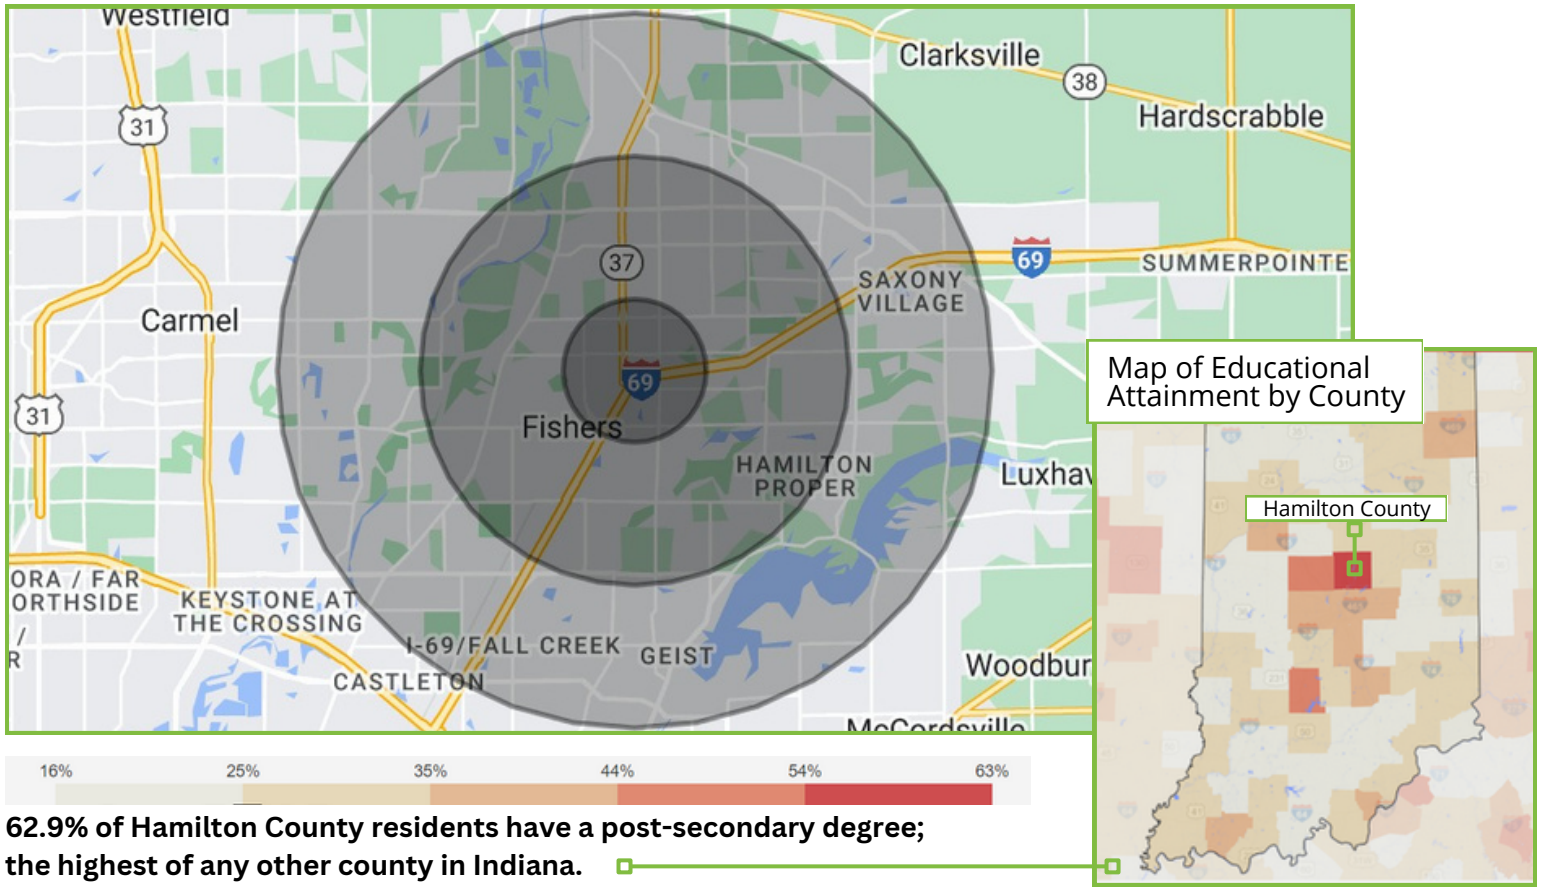 Westfield
Clarksville
38
Hardscrabble
31
37
69
SUMMERPOINTE
SAXONY
VILLAGE
Carmel
69
31
Fishers
HAMILTON
PROPER
Luxhav
ORA / FAR
ORTHSIDE
/
R
KEYSTONE AT
THE CROSSING
I-69/FALL CREEK
GEIST
CASTLETON
Woodbur
McCordsville
Map of Educational
Attainment by County
Hamilton County
16% 25% 35% 44% 54% 63%
62.9% of Hamilton County residents have a post-secondary degree;
the highest of any other county in Indiana.